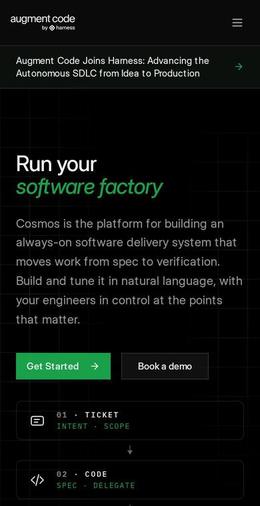 augment code
by harness
Augment Code Joins Harness: Advancing the
Autonomous SDLC from Idea to Production
Run your
software factory
Cosmos is the platform for building an
always-on software delivery system that
moves work from spec to verification.
Build and tune it in natural language, with
your engineers in control at the points
that matter.
Get Started
Book a demo
01 · TICKET
INTENT · SCOPE
02 · CODE
SPEC · DELEGATE